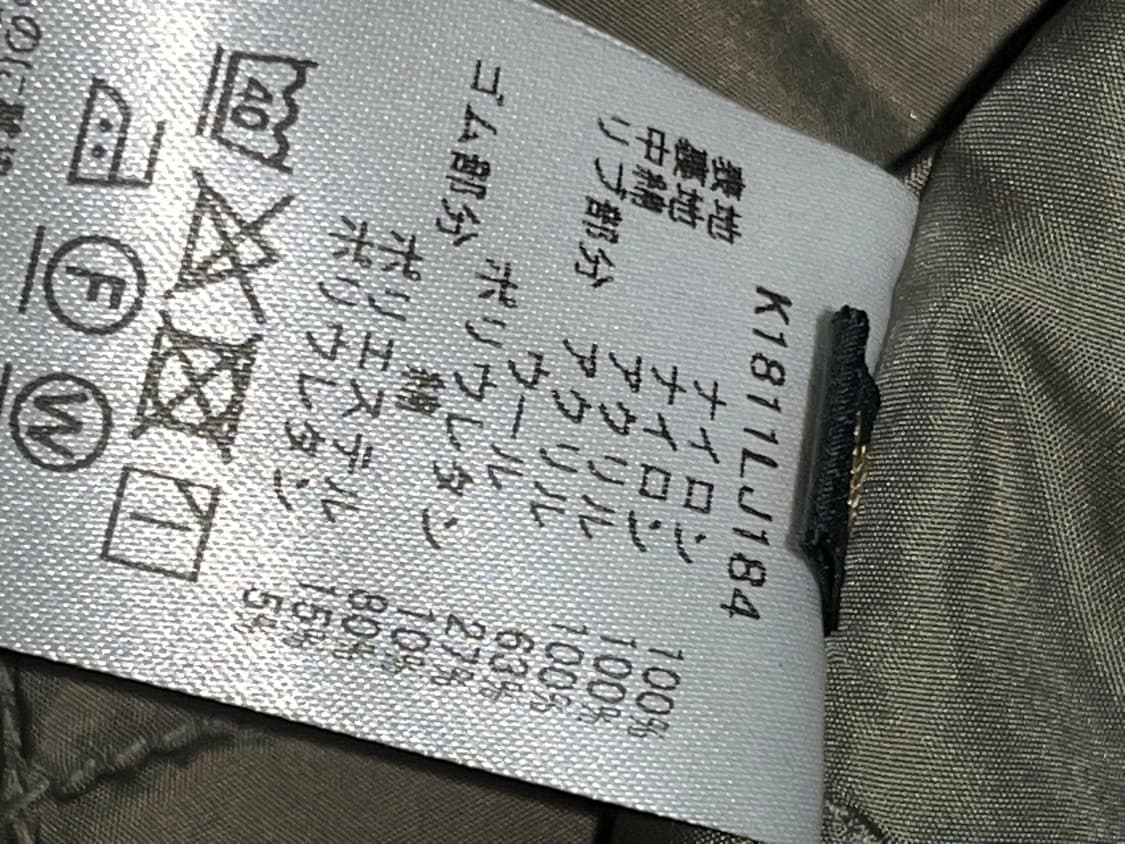 K1811LJ184
表地 ナイロン 100%
裏地 ナイロン 100%
中綿 アクリル 100%
リブ部分 アクリル 63%
ウール 27%
ポリウレタン 10%
ゴム部分 綿 80%
ポリエステル 15%
ポリウレタン 5%
40
F
W